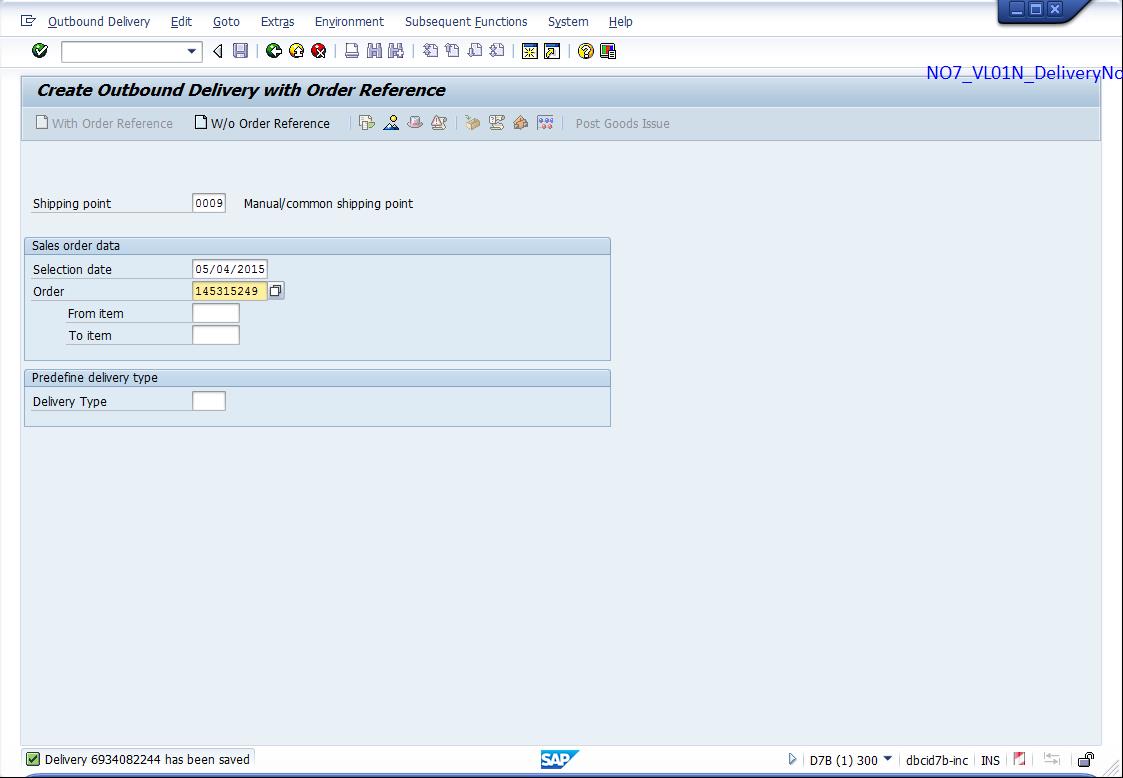 Outbound Delivery Edit Goto Extras Environment Subsequent Functions System Help
NO7_VL01N_DeliveryNo
Create Outbound Delivery with Order Reference
With Order Reference W/o Order Reference Post Goods Issue
Shipping point 0009 Manual/common shipping point
Sales order data
Selection date 05/04/2015
Order 145315249
From item
To item
Predefine delivery type
Delivery Type
Delivery 6934082244 has been saved SAP D7B (1) 300 dbcid7b-inc INS